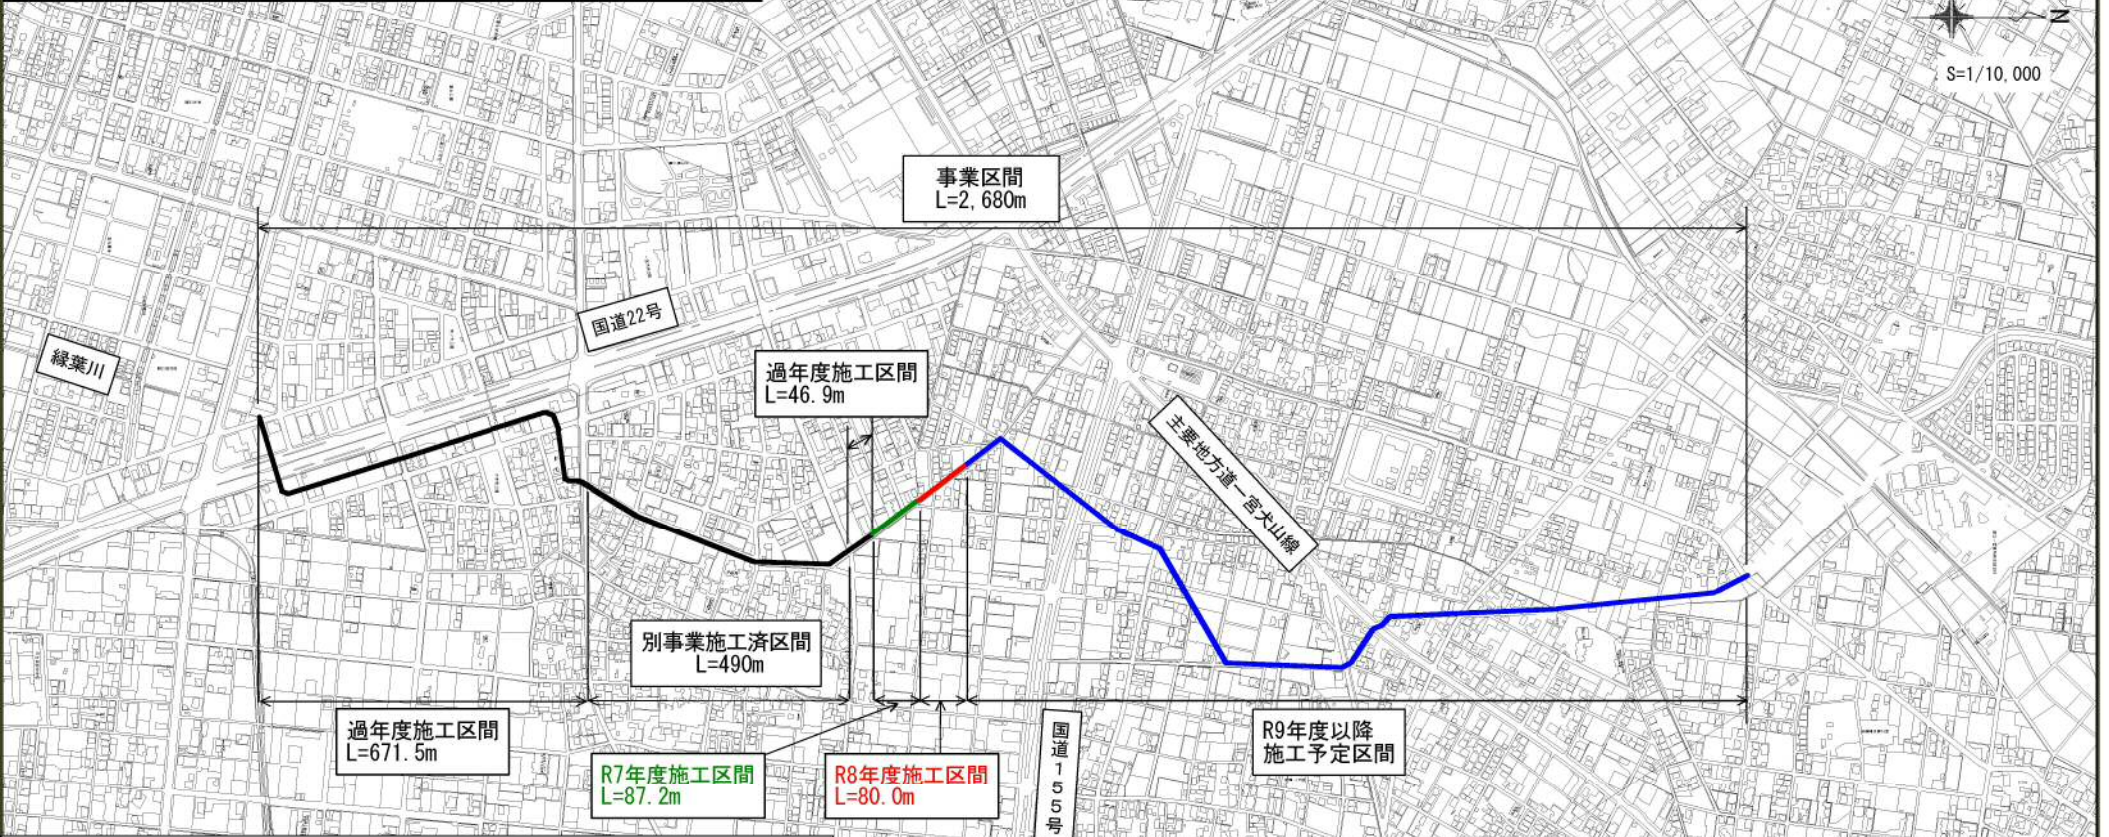 N
S=1/10,000
事業区間
L=2,680m
国道22号
緑葉川
過年度施工区間
L=46.9m
主要地方道一宮犬山線
別事業施工済区間
L=490m
過年度施工区間
L=671.5m
R7年度施工区間
L=87.2m
R8年度施工区間
L=80.0m
国道155号
R9年度以降
施工予定区間